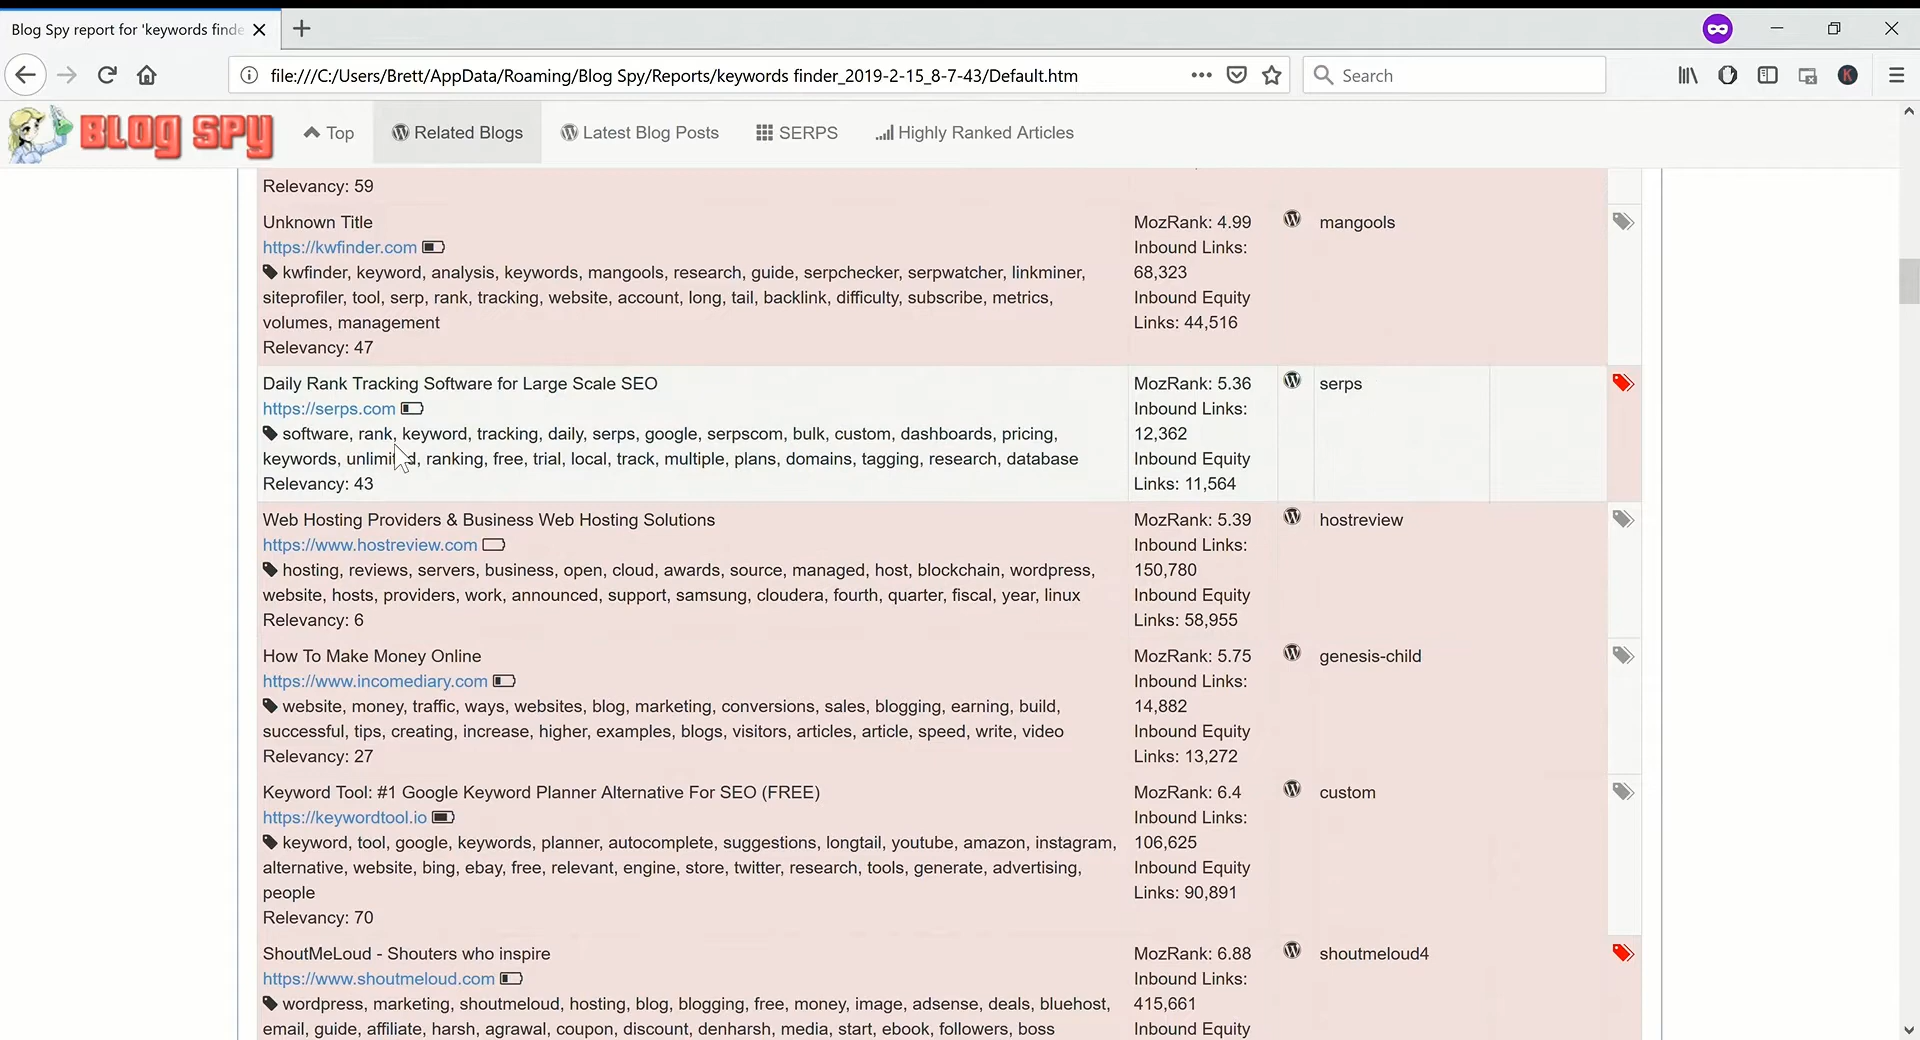 Blog Spy report for 'keywords finde
file:///C:/Users/Brett/AppData/Roaming/Blog Spy/Reports/keywords finder_2019-2-15_8-7-43/Default.htm
Search
K
BLOG SPY
Top
Related Blogs
Latest Blog Posts
SERPS
Highly Ranked Articles
Relevancy: 59
Unknown Title
https://kwfinder.com
kwfinder, keyword, analysis, keywords, mangools, research, guide, serpchecker, serpwatcher, linkminer,
siteprofiler, tool, serp, rank, tracking, website, account, long, tail, backlink, difficulty, subscribe, metrics,
volumes, management
Relevancy: 47
MozRank: 4.99
Inbound Links:
68,323
Inbound Equity
Links: 44,516
mangools
Daily Rank Tracking Software for Large Scale SEO
https://serps.com
software, rank, keyword, tracking, daily, serps, google, serpscom, bulk, custom, dashboards, pricing,
keywords, unlimited, ranking, free, trial, local, track, multiple, plans, domains, tagging, research, database
Relevancy: 43
MozRank: 5.36
Inbound Links:
12,362
Inbound Equity
Links: 11,564
serps
Web Hosting Providers & Business Web Hosting Solutions
https://www.hostreview.com
hosting, reviews, servers, business, open, cloud, awards, source, managed, host, blockchain, wordpress,
website, hosts, providers, work, announced, support, samsung, cloudera, fourth, quarter, fiscal, year, linux
Relevancy: 6
MozRank: 5.39
Inbound Links:
150,780
Inbound Equity
Links: 58,955
hostreview
How To Make Money Online
https://www.incomediary.com
website, money, traffic, ways, websites, blog, marketing, conversions, sales, blogging, earning, build,
successful, tips, creating, increase, higher, examples, blogs, visitors, articles, article, speed, write, video
Relevancy: 27
MozRank: 5.75
Inbound Links:
14,882
Inbound Equity
Links: 13,272
genesis-child
Keyword Tool: #1 Google Keyword Planner Alternative For SEO (FREE)
https://keywordtool.io
keyword, tool, google, keywords, planner, autocomplete, suggestions, longtail, youtube, amazon, instagram,
alternative, website, bing, ebay, free, relevant, engine, store, twitter, research, tools, generate, advertising,
people
Relevancy: 70
MozRank: 6.4
Inbound Links:
106,625
Inbound Equity
Links: 90,891
custom
ShoutMeLoud - Shouters who inspire
https://www.shoutmeloud.com
wordpress, marketing, shoutmeloud, hosting, blog, blogging, free, money, image, adsense, deals, bluehost,
email, guide, affiliate, harsh, agrawal, coupon, discount, denharsh, media, start, ebook, followers, boss
MozRank: 6.88
Inbound Links:
415,661
Inbound Equity
shoutmeloud4